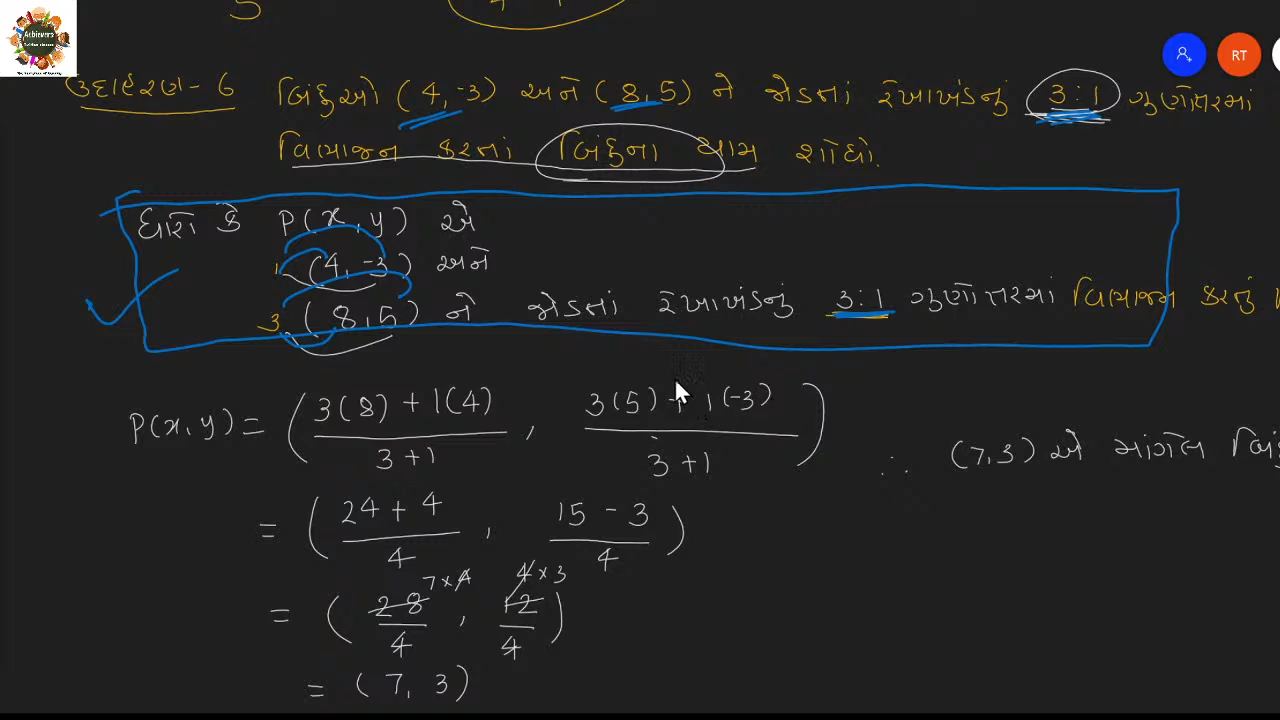 Achievers
RT
ઉદાહરણ - 6 બિંદુઓ (4, -3) અને (8, 5) ને જોડતાં રેખાખંડનું 3 : 1 ગુણોત્તરમાં
વિભાજન કરતાં બિંદુના યામ શોધો.
ધારો કે P(x, y) એ
1 (4, -3) અને
3 (8, 5) ને જોડતાં રેખાખંડનું 3 : 1 ગુણોત્તરમાં વિભાજન કરતું
P(x, y) = ( 3(8) + 1(4) / 3 + 1 , 3(5) + 1(-3) / 3 + 1 )
∴ (7, 3) એ માંગેલ
= ( 24 + 4 / 4 , 15 - 3 / 4 )
7 × 4 4 × 3
= ( 28 / 4 , 12 / 4 )
= ( 7, 3 )